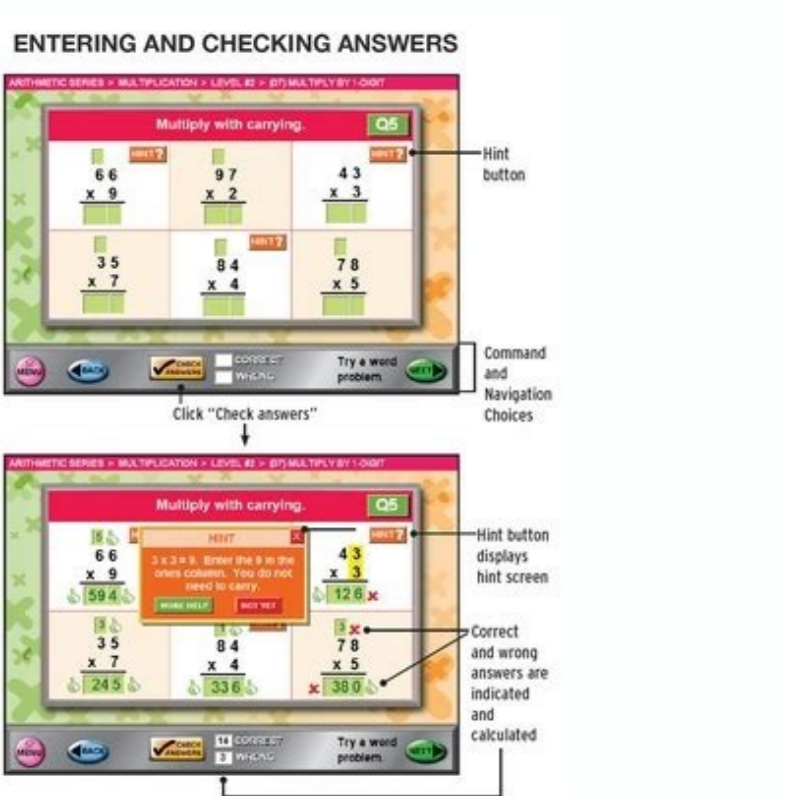 ENTERING AND CHECKING ANSWERS
ARITHMETIC SERIES > MULTIPLICATION > LEVEL #2 > (07) MULTIPLY BY 1-DIGIT
Multiply with carrying. Q5
HINT? HINT?
66 97 43
x 9 x 2 x 3
Hint
button
HINT?
35 84 78
x 7 x 4 x 5
MENU BACK CHECK ANSWERS CORRECT
WRONG
Try a word
problem.
NEXT
Command
and
Navigation
Choices
Click "Check answers"
ARITHMETIC SERIES > MULTIPLICATION > LEVEL #2 > (07) MULTIPLY BY 1-DIGIT
Multiply with carrying. Q5
HINT X
3 x 3 = 9. Enter the 9 in the
ones column. You do not
need to carry.
MORE HELP NOT YET
HINT?
5
66 43
x 9 x 3
594 126
Hint button
displays
hint screen
3 1 3
35 84 78
x 7 x 4 x 5
245 336 380
Correct
and wrong
answers are
indicated
and
calculated
MENU BACK CHECK ANSWERS CORRECT
WRONG
Try a word
problem.
NEXT